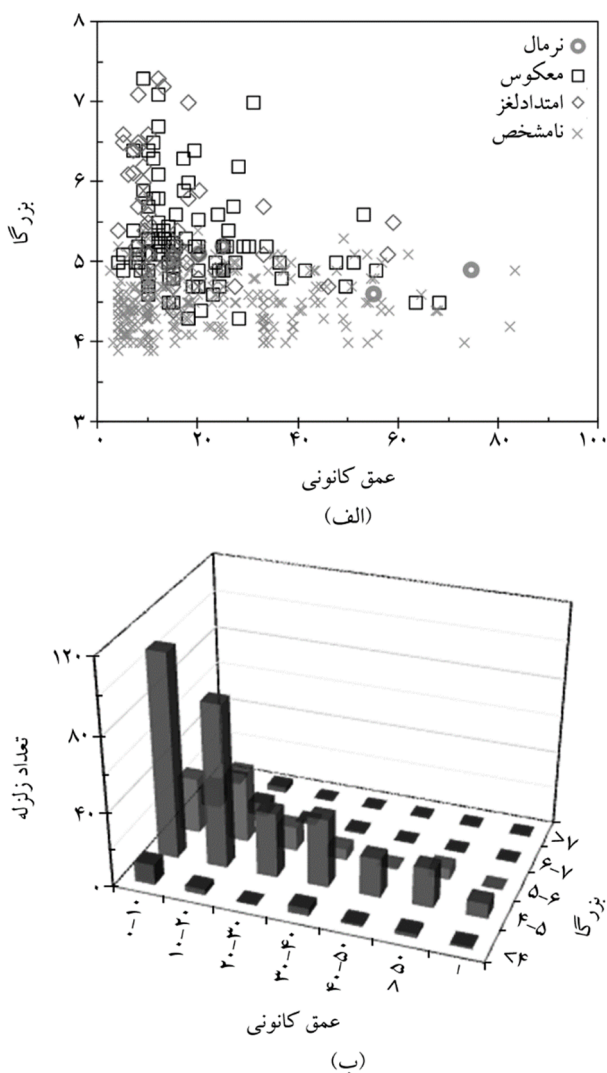 ۸
۷
۶
۵
۴
۳
بزرگا
نرمال
معکوس
امتدادلغز
نامشخص
۰ ۲۰ ۴۰ ۶۰ ۸۰ ۱۰۰
عمق کانونی
(الف)
۱۲۰
۸۰
۴۰
۰
تعداد زلزله
۰-۱۰
۱۰-۲۰
۲۰-۳۰
۳۰-۴۰
۴۰-۵۰
>۵۰
-
<۴
۴-۵
۵-۶
۶-۷
>۷
بزرگا
عمق کانونی
(ب)